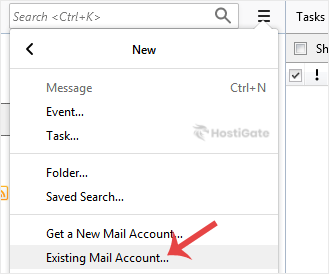 Search <Ctrl+K>
Tasks
New
Sh
Message Ctrl+N
!
Event...
Task...
HostiGate
Folder...
Saved Search...
Get a New Mail Account...
Existing Mail Account...